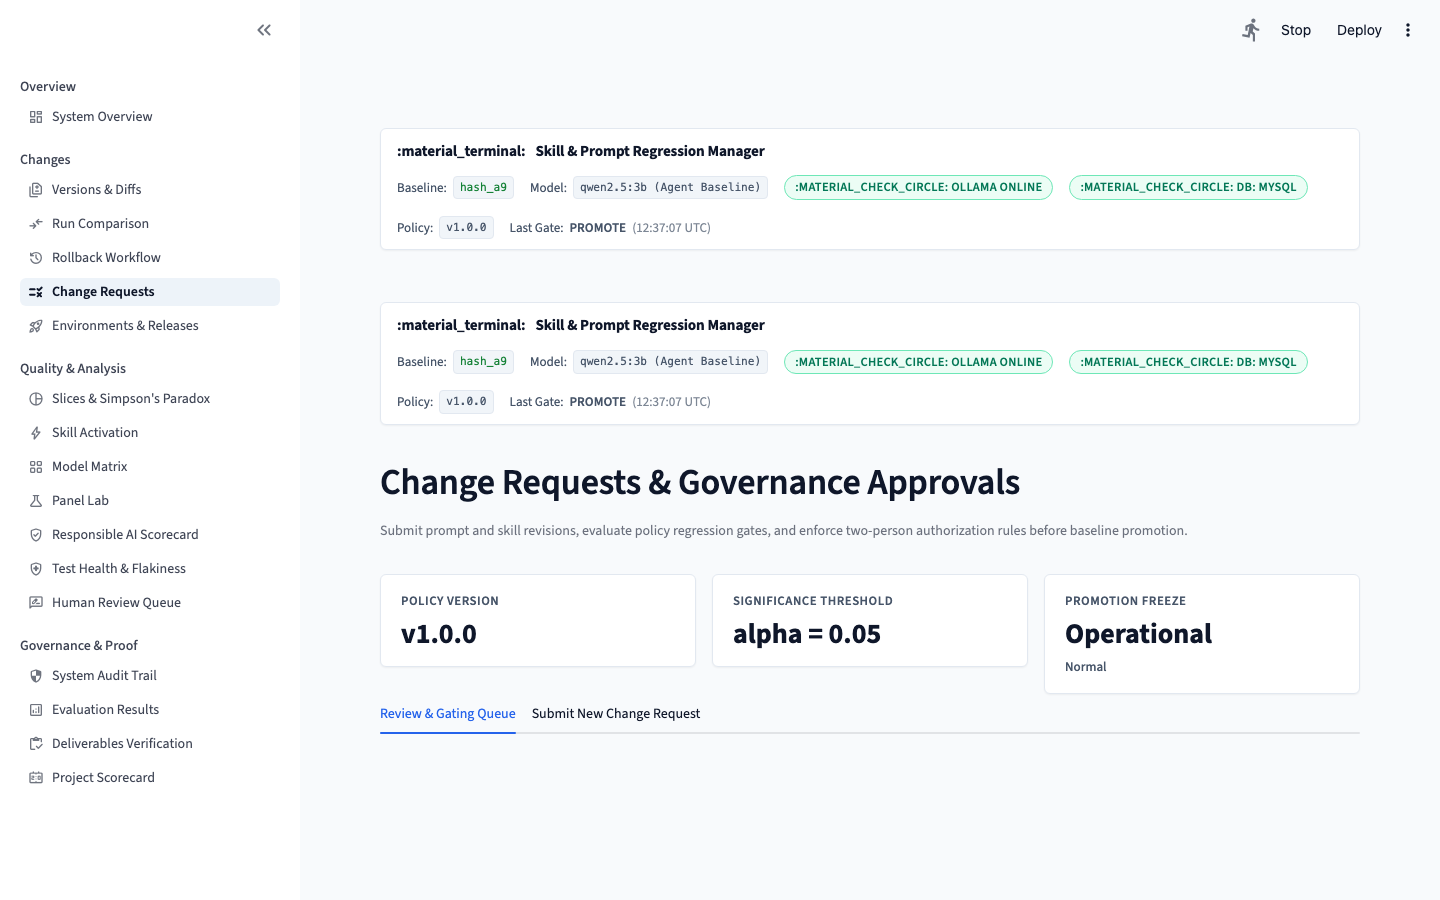 Stop
Deploy
Overview
System Overview
Changes
Versions & Diffs
Run Comparison
Rollback Workflow
Change Requests
Environments & Releases
Quality & Analysis
Slices & Simpson's Paradox
Skill Activation
Model Matrix
Panel Lab
Responsible AI Scorecard
Test Health & Flakiness
Human Review Queue
Governance & Proof
System Audit Trail
Evaluation Results
Deliverables Verification
Project Scorecard
:material_terminal: Skill & Prompt Regression Manager
Baseline: hash_a9 Model: qwen2.5:3b (Agent Baseline) :MATERIAL_CHECK_CIRCLE: OLLAMA ONLINE :MATERIAL_CHECK_CIRCLE: DB: MYSQL
Policy: v1.0.0 Last Gate: PROMOTE (12:37:07 UTC)
:material_terminal: Skill & Prompt Regression Manager
Baseline: hash_a9 Model: qwen2.5:3b (Agent Baseline) :MATERIAL_CHECK_CIRCLE: OLLAMA ONLINE :MATERIAL_CHECK_CIRCLE: DB: MYSQL
Policy: v1.0.0 Last Gate: PROMOTE (12:37:07 UTC)
Change Requests & Governance Approvals
Submit prompt and skill revisions, evaluate policy regression gates, and enforce two-person authorization rules before baseline promotion.
POLICY VERSION
v1.0.0
SIGNIFICANCE THRESHOLD
alpha = 0.05
PROMOTION FREEZE
Operational
Normal
Review & Gating Queue
Submit New Change Request